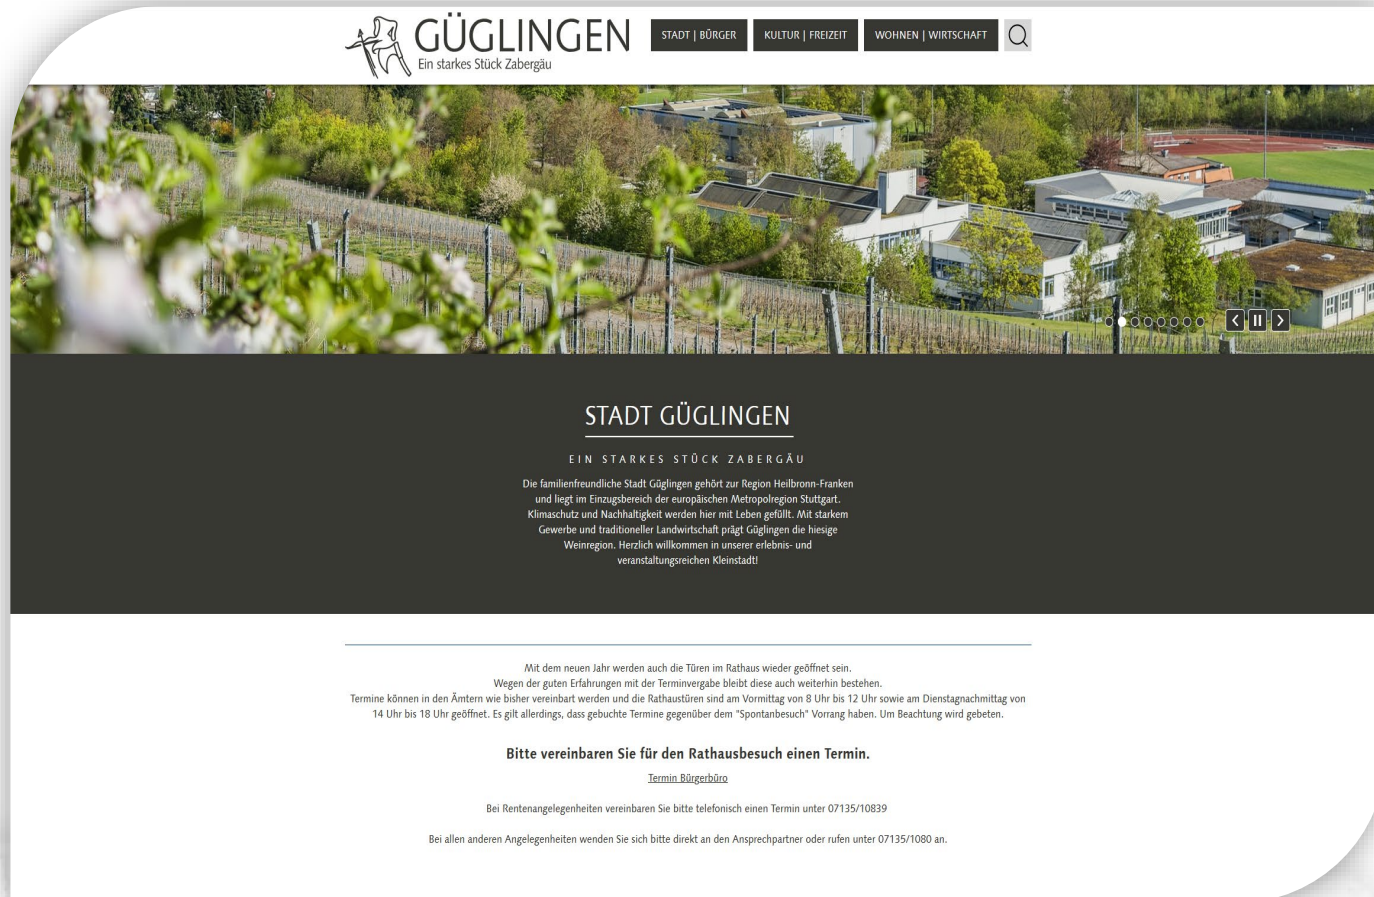 GÜGLINGEN
Ein starkes Stück Zabergäu
STADT | BÜRGER
KULTUR | FREIZEIT
WOHNEN | WIRTSCHAFT
STADT GÜGLINGEN
EIN STARKES STÜCK ZABERGÄU
Die familienfreundliche Stadt Güglingen gehört zur Region Heilbronn-Franken
und liegt im Einzugsbereich der europäischen Metropolregion Stuttgart.
Klimaschutz und Nachhaltigkeit werden hier mit Leben gefüllt. Mit starkem
Gewerbe und traditioneller Landwirtschaft prägt Güglingen die hiesige
Weinregion. Herzlich willkommen in unserer erlebnis- und
veranstaltungsreichen Kleinstadt!
Mit dem neuen Jahr werden auch die Türen im Rathaus wieder geöffnet sein.
Wegen der guten Erfahrungen mit der Terminvergabe bleibt diese auch weiterhin bestehen.
Termine können in den Ämtern wie bisher vereinbart werden und die Rathaustüren sind am Vormittag von 8 Uhr bis 12 Uhr sowie am Dienstagnachmittag von
14 Uhr bis 18 Uhr geöffnet. Es gilt allerdings, dass gebuchte Termine gegenüber dem "Spontanbesuch" Vorrang haben. Um Beachtung wird gebeten.
Bitte vereinbaren Sie für den Rathausbesuch einen Termin.
Termin Bürgerbüro
Bei Rentenangelegenheiten vereinbaren Sie bitte telefonisch einen Termin unter 07135/10839
Bei allen anderen Angelegenheiten wenden Sie sich bitte direkt an den Ansprechpartner oder rufen unter 07135/1080 an.